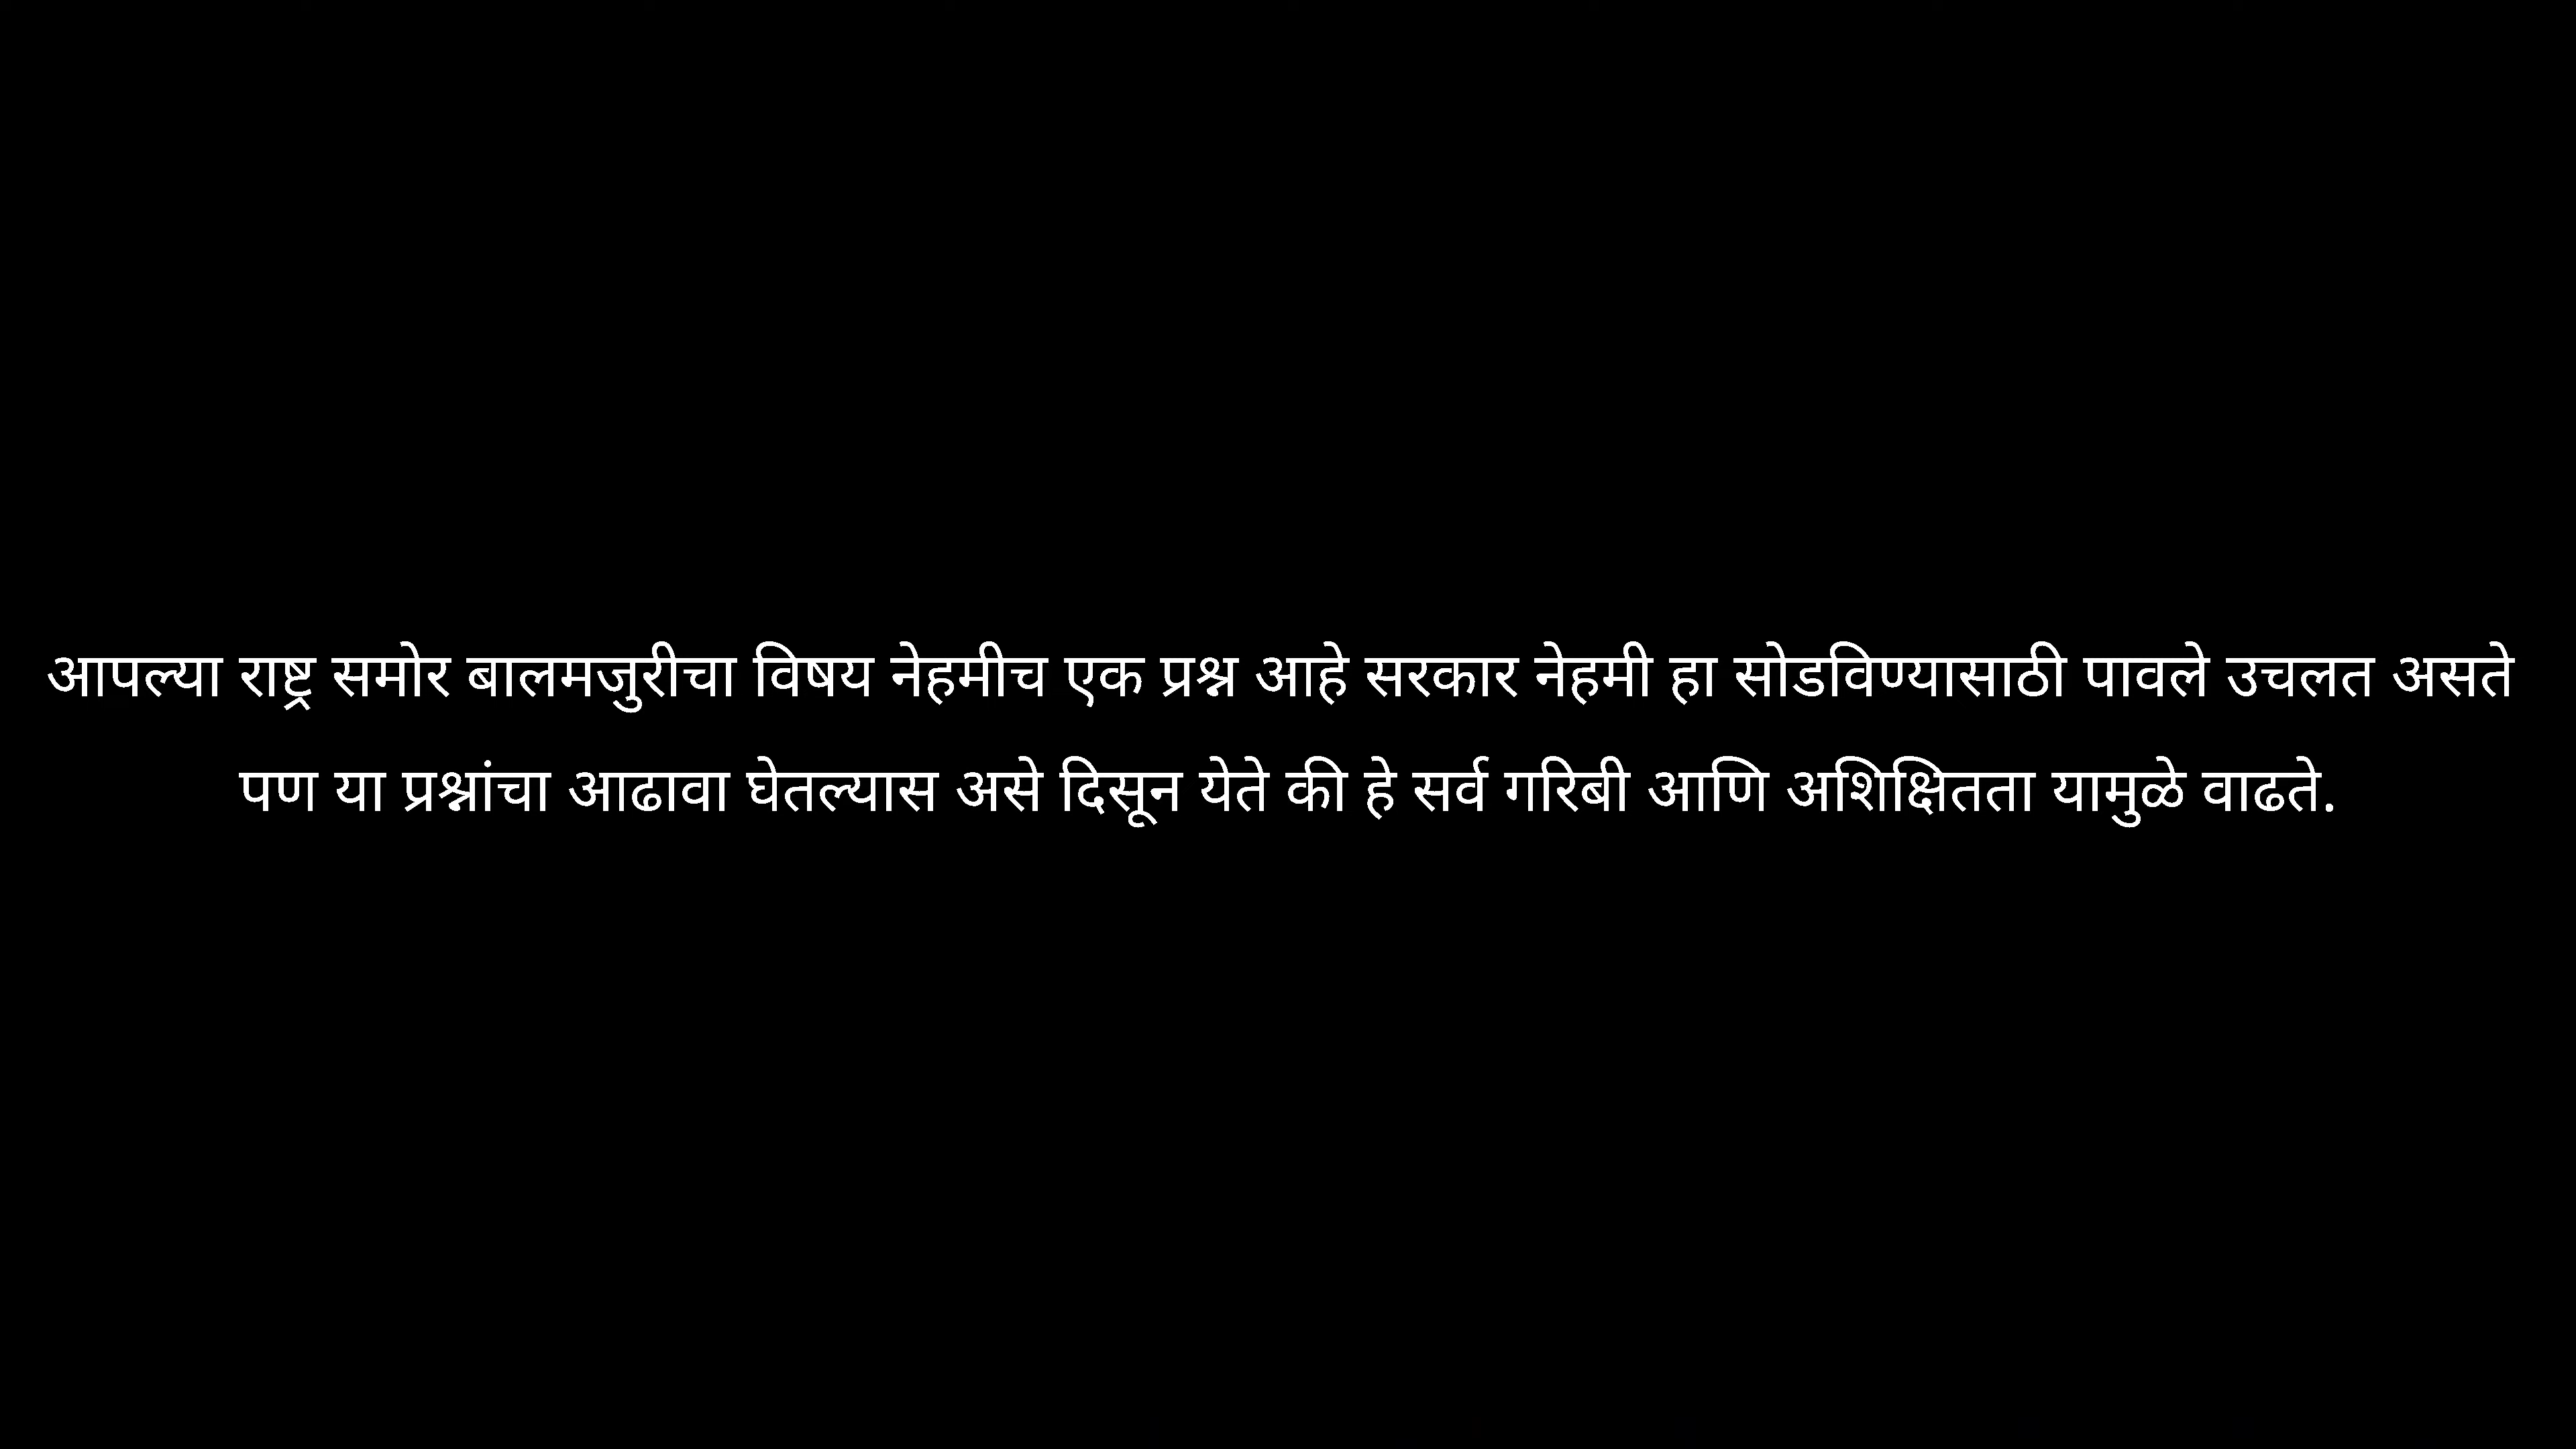 आपल्या राष्ट्र समोर बालमजुरीचा विषय नेहमीच एक प्रश्न आहे सरकार नेहमी हा सोडविण्यासाठी पावले उचलत असते
पण या प्रश्नांचा आढावा घेतल्यास असे दिसून येते की हे सर्व गरिबी आणि अशिक्षितता यामुळे वाढते.